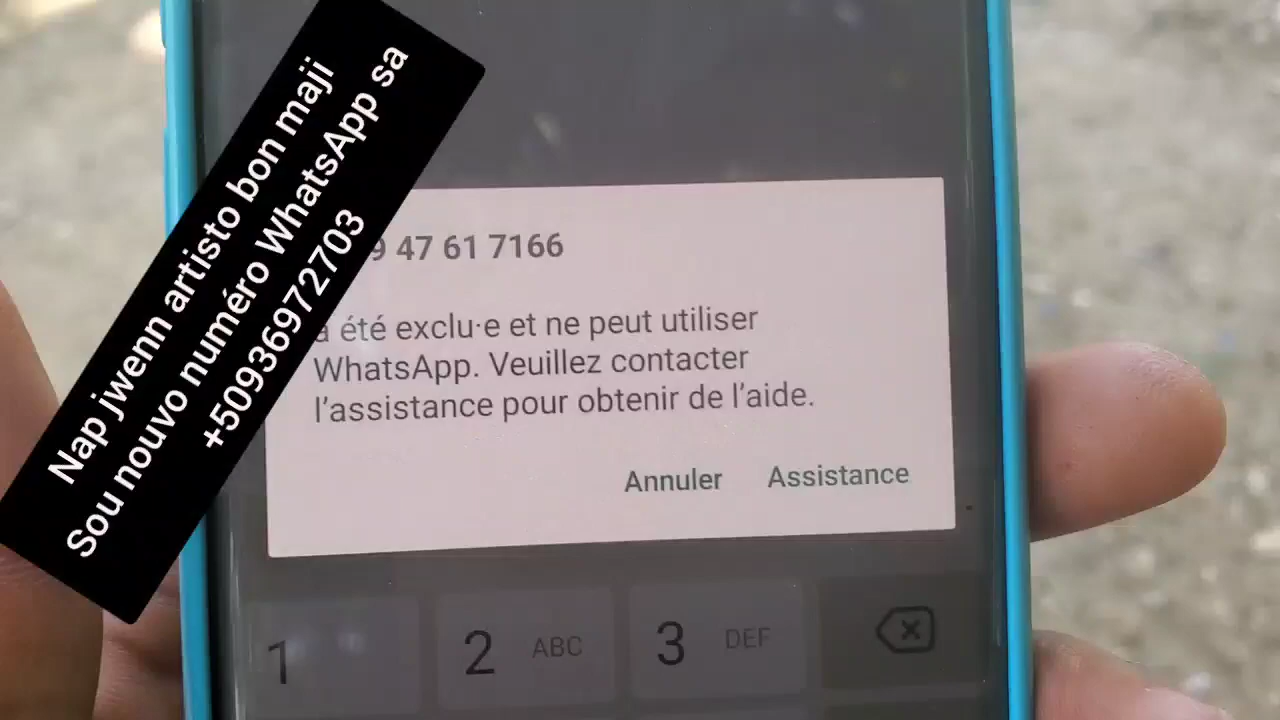 Nap jwenn artisto bon maji
Sou nouvo numéro WhatsApp sa
+50936972703
9 47 61 7166
a été exclu·e et ne peut utiliser
WhatsApp. Veuillez contacter
l'assistance pour obtenir de l'aide.
Annuler Assistance
1 2 ABC 3 DEF